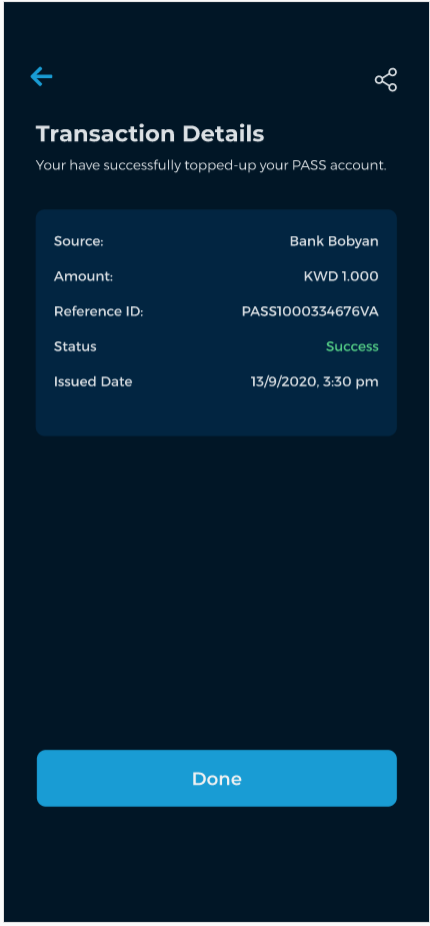 Transaction Details
Your have successfully topped-up your PASS account.
Source: Bank Bobyan
Amount: KWD 1.000
Reference ID: PASS1000334676VA
Status Success
Issued Date 13/9/2020, 3:30 pm
Done